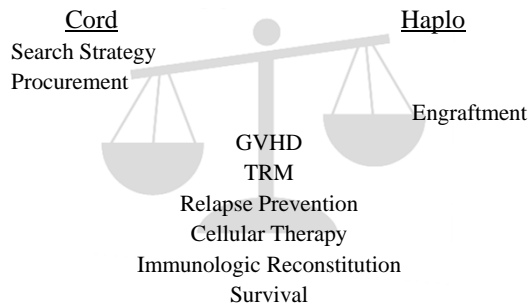 Cord
Haplo
Search Strategy
Procurement
Engraftment
GVHD
TRM
Relapse Prevention
Cellular Therapy
Immunologic Reconstitution
Survival